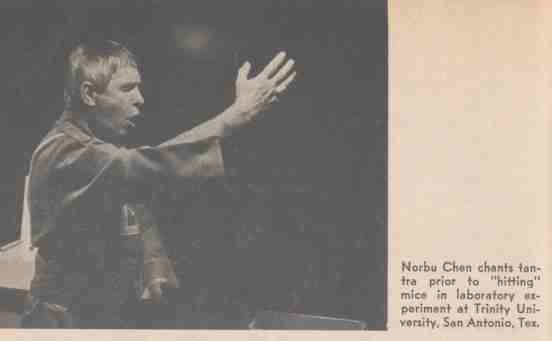 Norbu Chen chants tan-
tra prior to "hitting"
mice in laboratory ex-
periment at Trinity Uni-
versity, San Antonio, Tex.